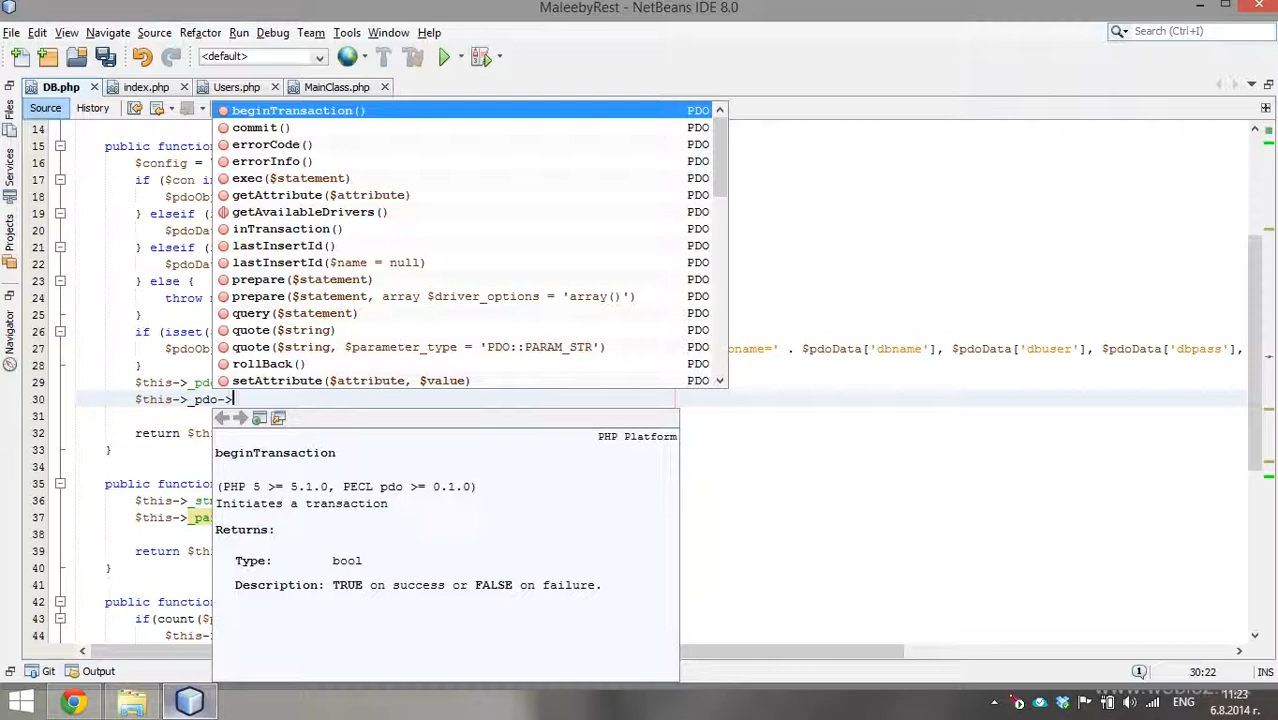 MaleebyRest - NetBeans IDE 8.0
File Edit View Navigate Source Refactor Run Debug Team Tools Window Help
Search (Ctrl+I)
<default>
DB.php index.php Users.php MainClass.php
Source History
Files
Services
Projects
Navigator
beginTransaction() PDO
commit() PDO
errorCode() PDO
errorInfo() PDO
exec($statement) PDO
getAttribute($attribute) PDO
getAvailableDrivers() PDO
inTransaction() PDO
lastInsertId() PDO
lastInsertId($name = null) PDO
prepare($statement) PDO
prepare($statement, array $driver_options = 'array()') PDO
query($statement) PDO
quote($string) PDO
quote($string, $parameter_type = 'PDO::PARAM_STR') PDO
rollBack() PDO
setAttribute($attribute, $value) PDO
14
15 public function
16 $config =
17 if ($con in
18 $pdoOb
19 } elseif (
20 $pdoDa
21 } elseif (
22 $pdoDa
23 } else {
24 throw
25 }
26 if (isset(
27 $pdoOb bname=' . $pdoData['dbname'], $pdoData['dbuser'], $pdoData['dbpass'],
28 }
29 $this->_pd
30 $this->_pdo->
31
32 return $th
33 }
34
35 public function
36 $this->_st
37 $this->_pa
38
39 return $th
40 }
41
42 public function
43 if(count($
44 $this->
PHP Platform
beginTransaction
(PHP 5 >= 5.1.0, PECL pdo >= 0.1.0)
Initiates a transaction
Returns:
Type: bool
Description: TRUE on success or FALSE on failure.
Git Output
30:22 INS
ENG
11:23
6.8.2014 г.